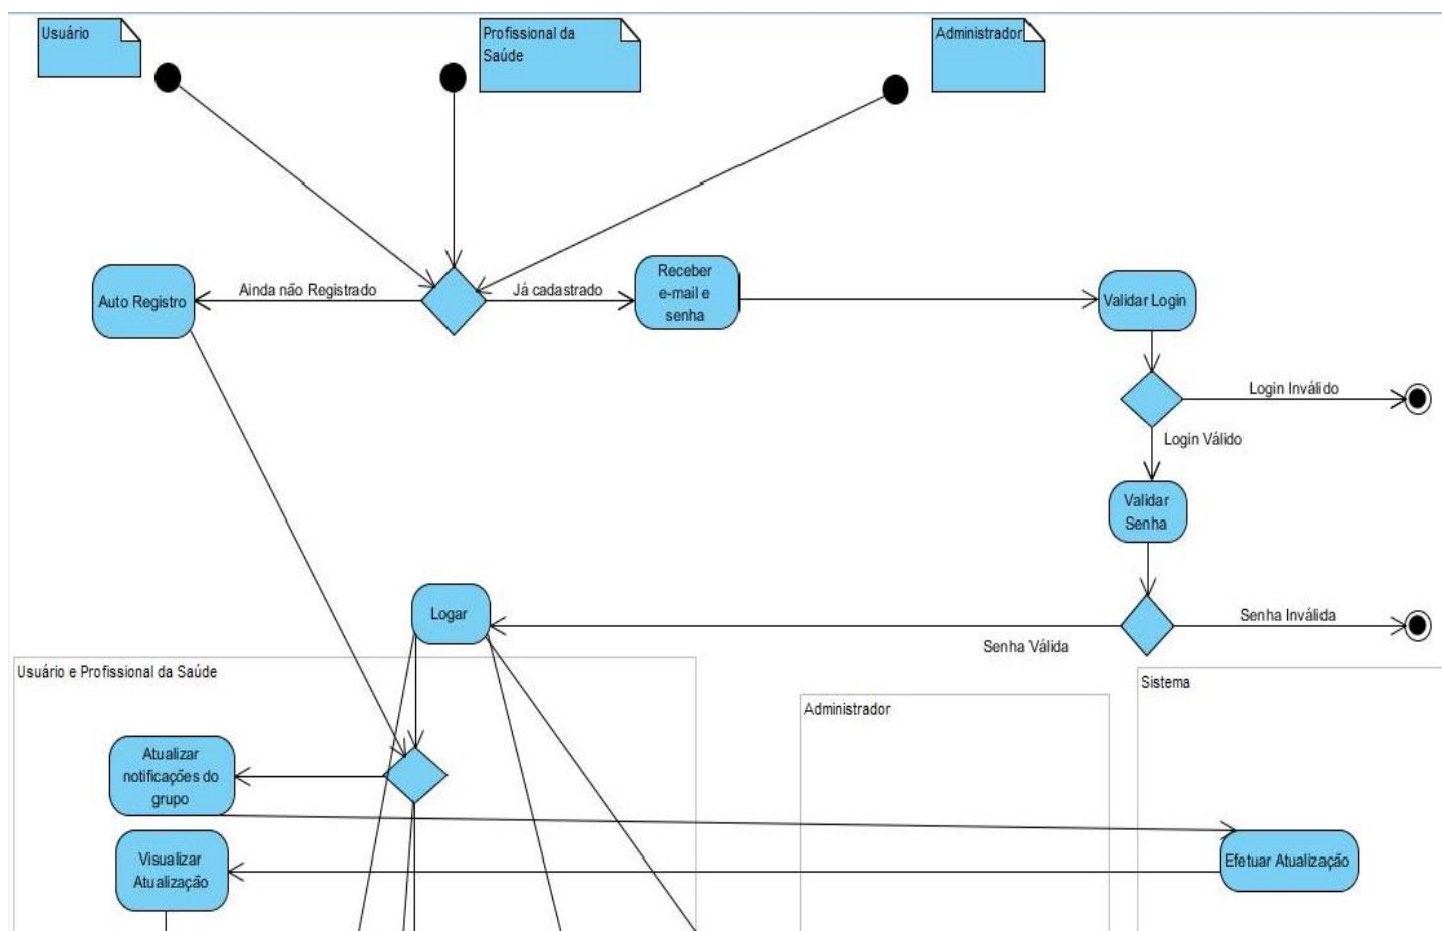 Usuário
Profissional da
Saúde
Administrador
Auto Registro
Ainda não Registrado
Já cadastrado
Receber
e-mail e
senha
Validar Login
Login Inválido
Login Válido
Validar
Senha
Logar
Senha Válida
Senha Inválida
Usuário e Profissional da Saúde
Administrador
Sistema
Atualizar
notificações do
grupo
Visualizar
Atualização
Efetuar Atualização